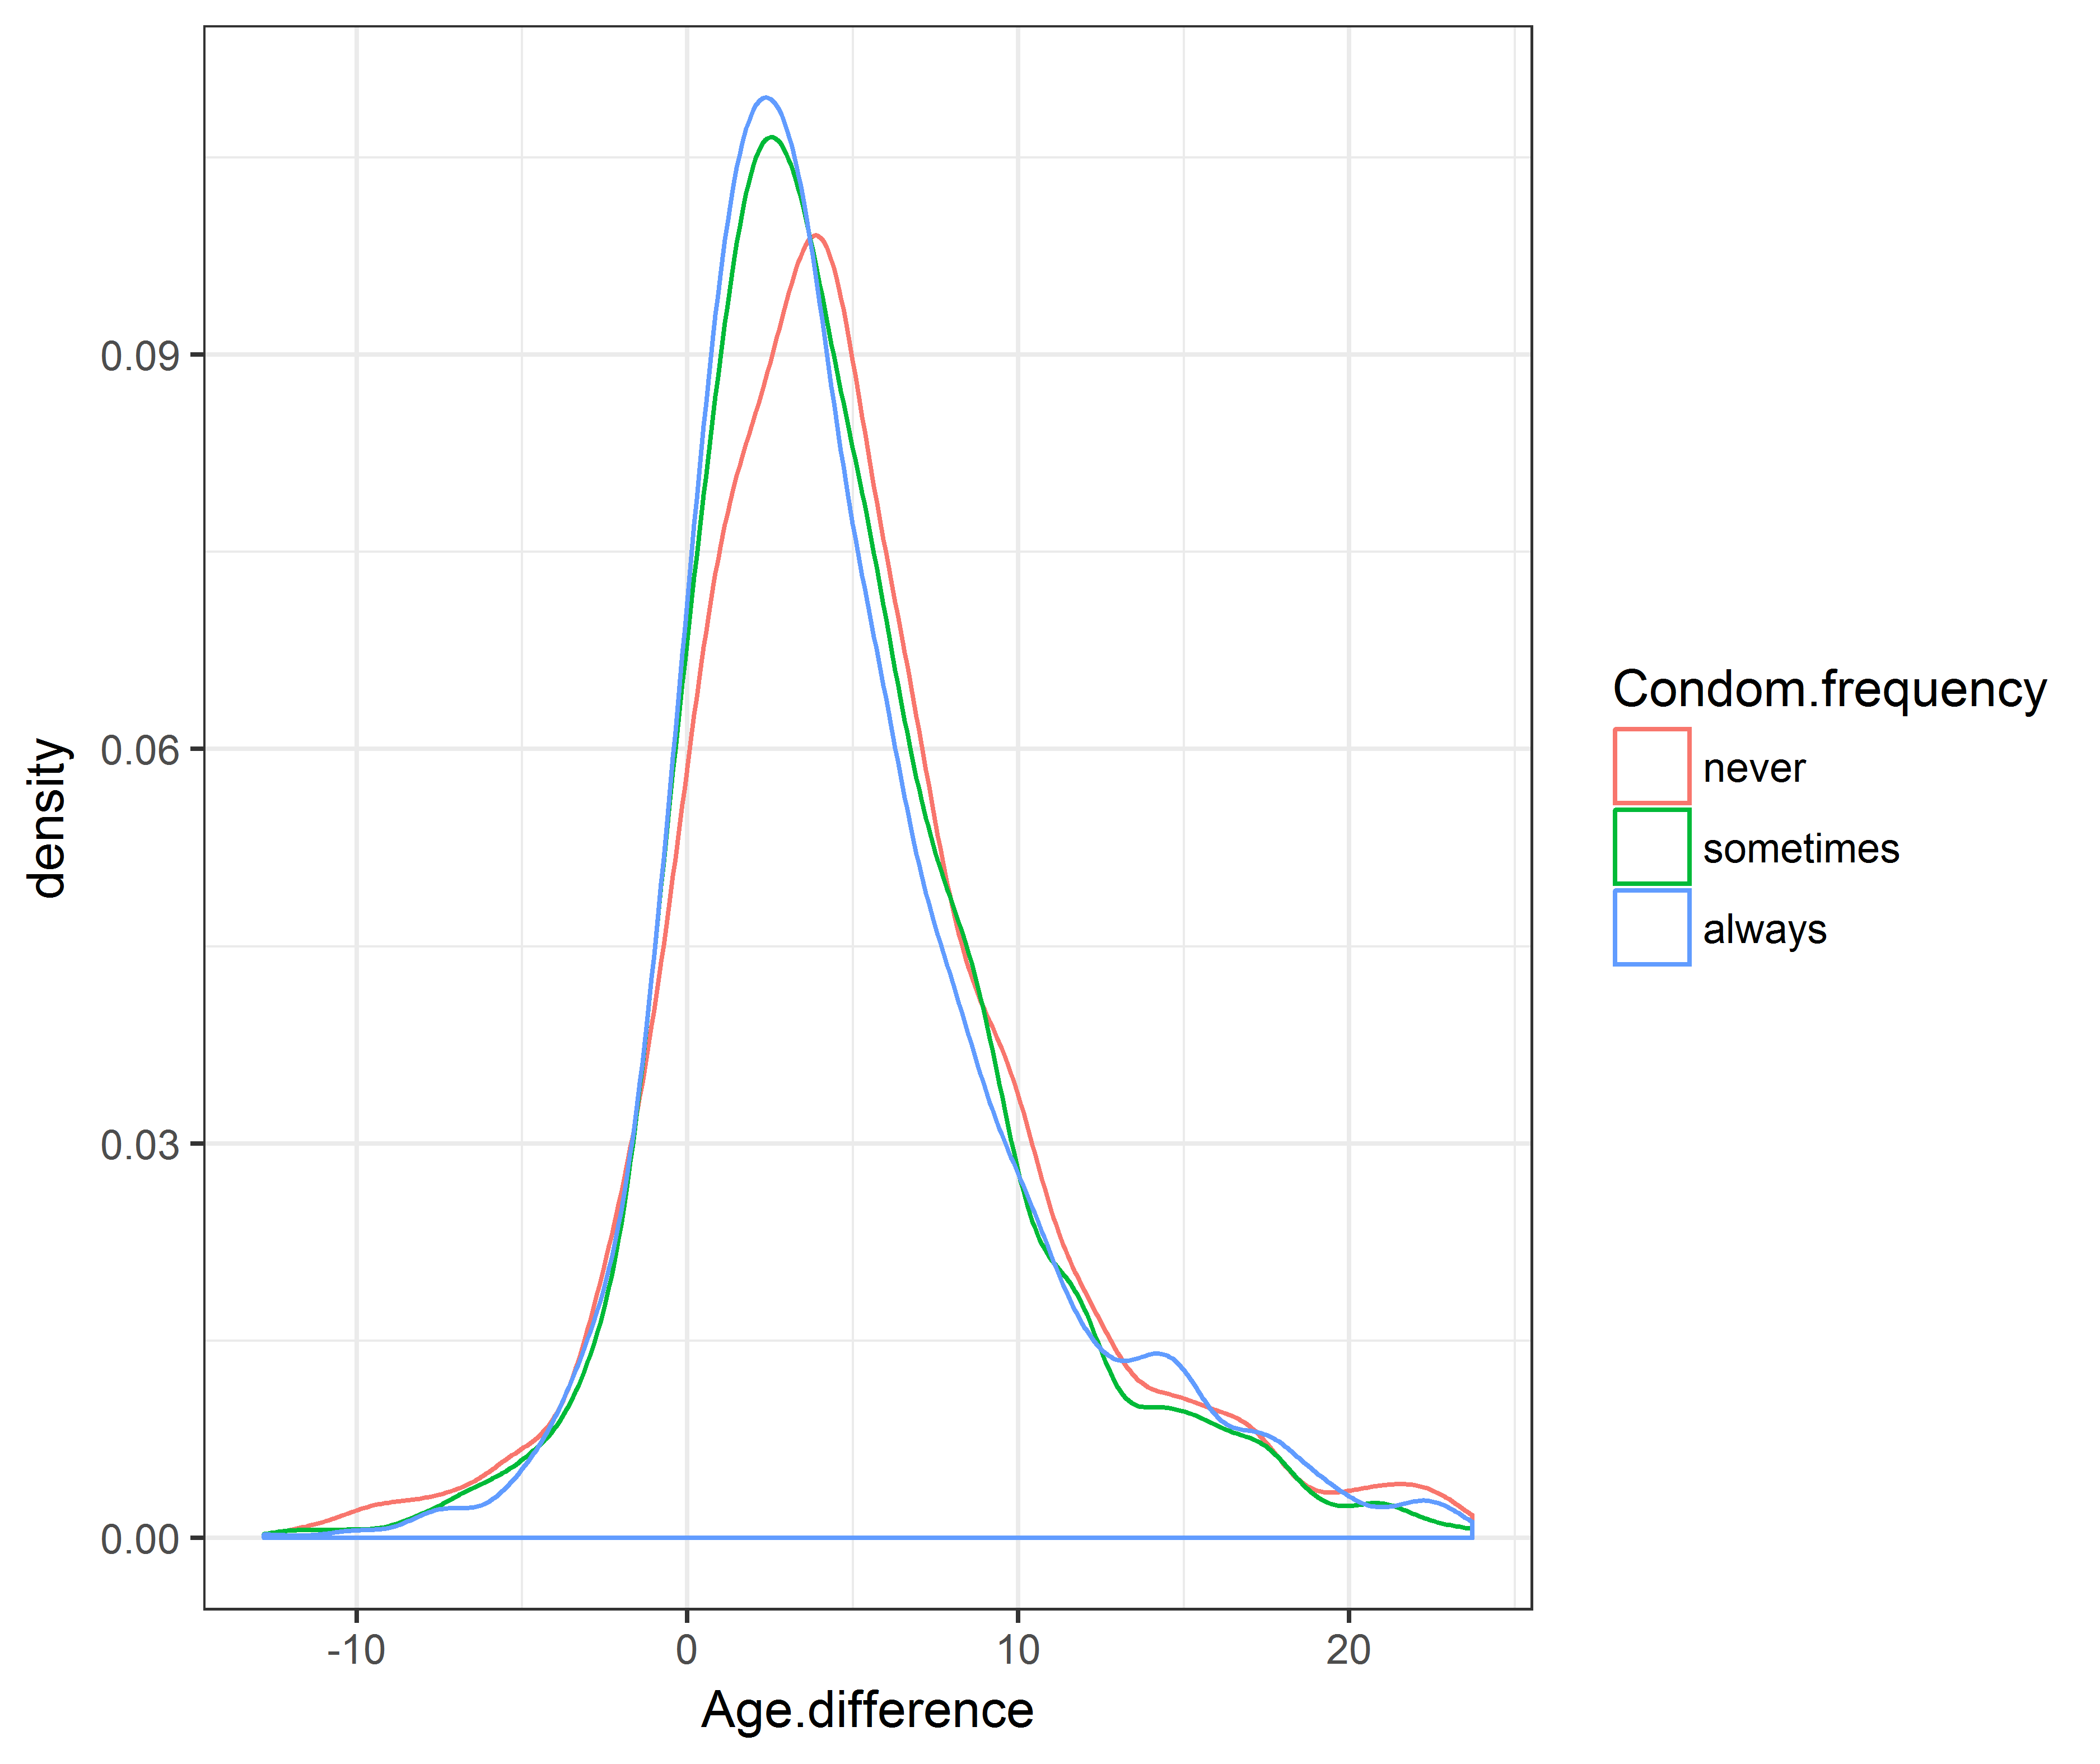 density
0.09
0.06
0.03
0.00
-10 0 10 20
Age.difference
Condom.frequency
never
sometimes
always